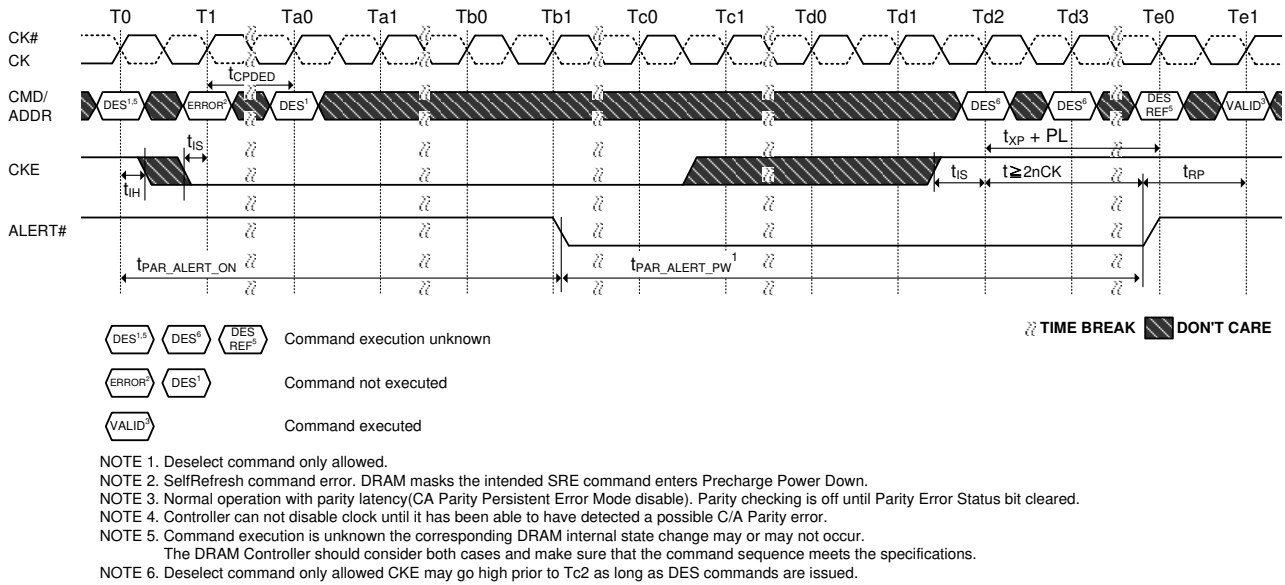 T0 T1 Ta0 Ta1 Tb0 Tb1 Tc0 Tc1 Td0 Td1 Td2 Td3 Te0 Te1
CK#
CK
tCPDED
CMD/
ADDR
DES1,5 ERROR2 DES1 DES6 DES6 DES
REF5 VALID3
tXP + PL
tIS
CKE
tIH
tIS t≧2nCK tRP
ALERT#
tPAR_ALERT_ON tPAR_ALERT_PW1
TIME BREAK DON'T CARE
DES1,5 DES6 DES
REF5 Command execution unknown
ERROR2 DES1 Command not executed
VALID3 Command executed
NOTE 1. Deselect command only allowed.
NOTE 2. SelfRefresh command error. DRAM masks the intended SRE command enters Precharge Power Down.
NOTE 3. Normal operation with parity latency(CA Parity Persistent Error Mode disable). Parity checking is off until Parity Error Status bit cleared.
NOTE 4. Controller can not disable clock until it has been able to have detected a possible C/A Parity error.
NOTE 5. Command execution is unknown the corresponding DRAM internal state change may or may not occur.
The DRAM Controller should consider both cases and make sure that the command sequence meets the specifications.
NOTE 6. Deselect command only allowed CKE may go high prior to Tc2 as long as DES commands are issued.